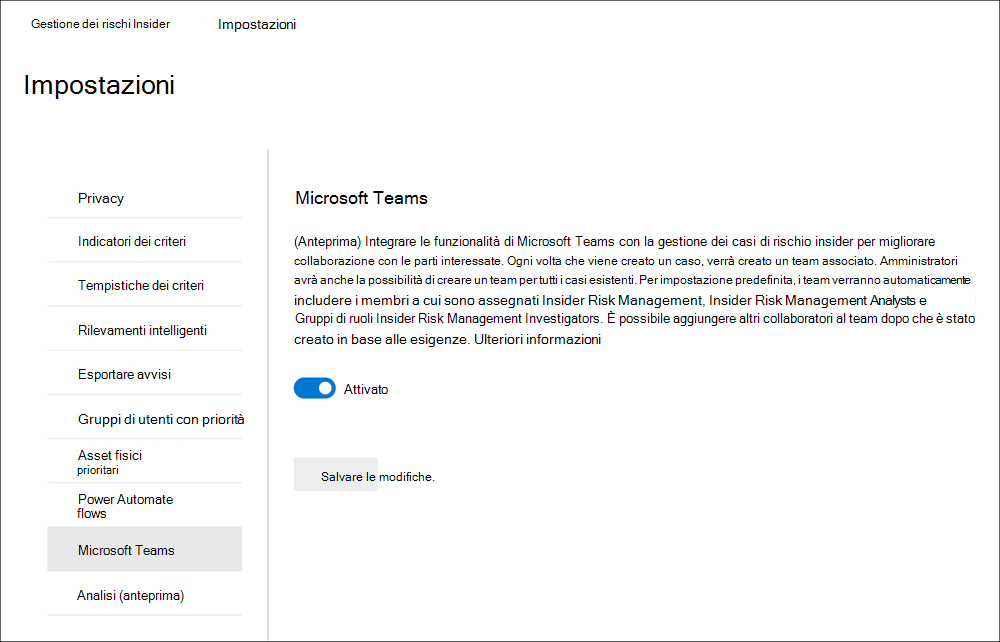 Gestione dei rischi Insider
Impostazioni
Impostazioni
Privacy
Indicatori dei criteri
Tempistiche dei criteri
Rilevamenti intelligenti
Esportare avvisi
Gruppi di utenti con priorità
Asset fisici
prioritari
Power Automate
flows
Microsoft Teams
Analisi (anteprima)
Microsoft Teams
(Anteprima) Integrare le funzionalità di Microsoft Teams con la gestione dei casi di rischio insider per migliorare
collaborazione con le parti interessate. Ogni volta che viene creato un caso, verrà creato un team associato. Amministratori
avrà anche la possibilità di creare un team per tutti i casi esistenti. Per impostazione predefinita, i team verranno automaticamente
includere i membri a cui sono assegnati Insider Risk Management, Insider Risk Management Analysts e
Gruppi di ruoli Insider Risk Management Investigators. È possibile aggiungere altri collaboratori al team dopo che è stato
creato in base alle esigenze. Ulteriori informazioni
Attivato
Salvare le modifiche.